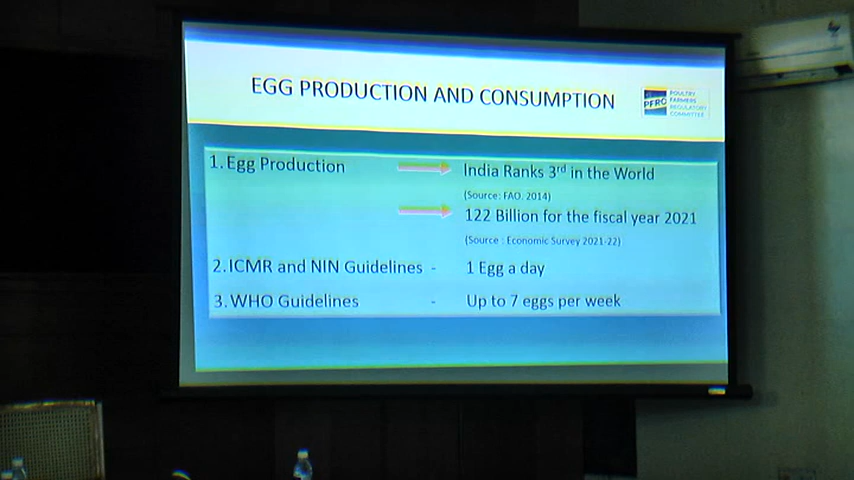 EGG PRODUCTION AND CONSUMPTION
PFRC
POULTRY
FARMERS
REGULATORY
COMMITTEE
1. Egg Production
India Ranks 3rd in the World
(Source: FAO, 2014)
122 Billion for the fiscal year 2021
(Source : Economic Survey 2021-22)
2. ICMR and NIN Guidelines - 1 Egg a day
3. WHO Guidelines - Up to 7 eggs per week